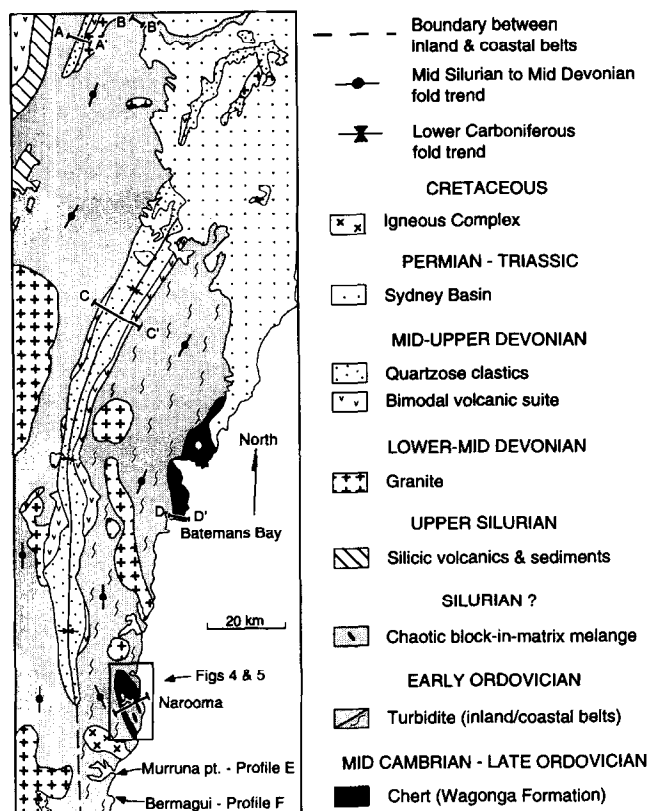 B
B'
A
A'
C
C'
North
D
D'
Batemans Bay
20 km
Figs 4 & 5
Narooma
Murruna pt. - Profile E
Bermagui - Profile F
Boundary between
inland & coastal belts
Mid Silurian to Mid Devonian
fold trend
Lower Carboniferous
fold trend
CRETACEOUS
Igneous Complex
PERMIAN - TRIASSIC
Sydney Basin
MID-UPPER DEVONIAN
Quartzose clastics
Bimodal volcanic suite
LOWER-MID DEVONIAN
Granite
UPPER SILURIAN
Silicic volcanics & sediments
SILURIAN ?
Chaotic block-in-matrix melange
EARLY ORDOVICIAN
Turbidite (inland/coastal belts)
MID CAMBRIAN - LATE ORDOVICIAN
Chert (Wagonga Formation)